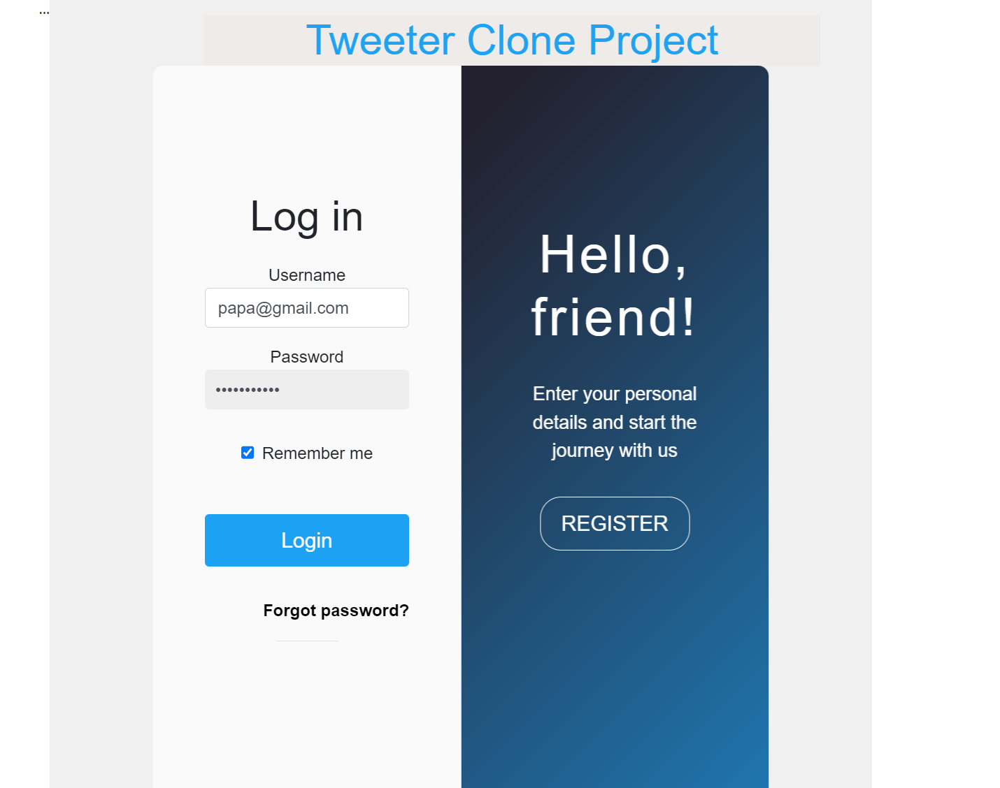 ...
Tweeter Clone Project
Log in
Username
papa@gmail.com
Password
•••••••••••
Remember me
Login
Forgot password?
Hello,
friend!
Enter your personal
details and start the
journey with us
REGISTER